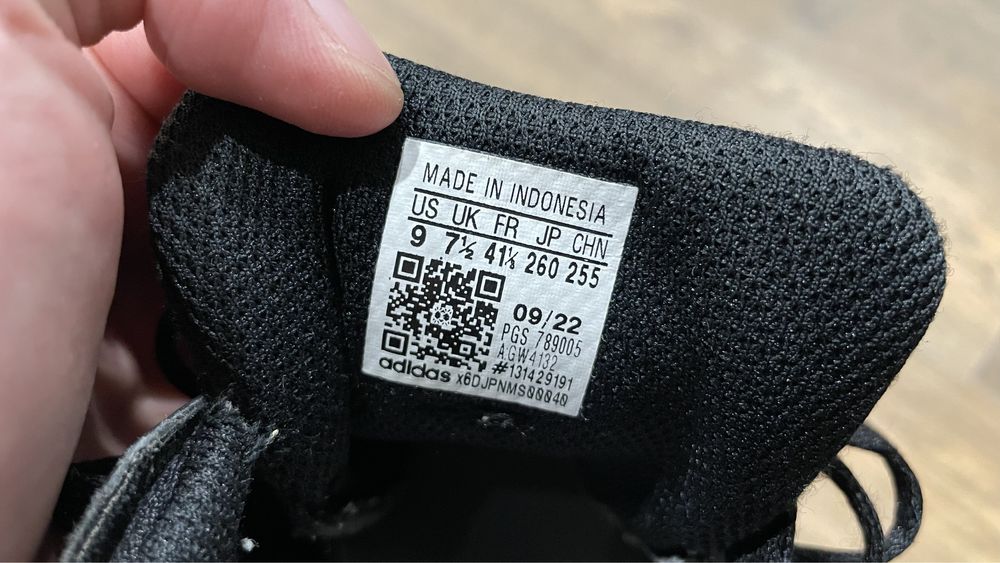 MADE IN INDONESIA
US UK FR JP CHN
9 7½ 41⅓ 260 255
09/22
PGS 789005
AGW4132
#131429191
adidas x6DJPNMS00040